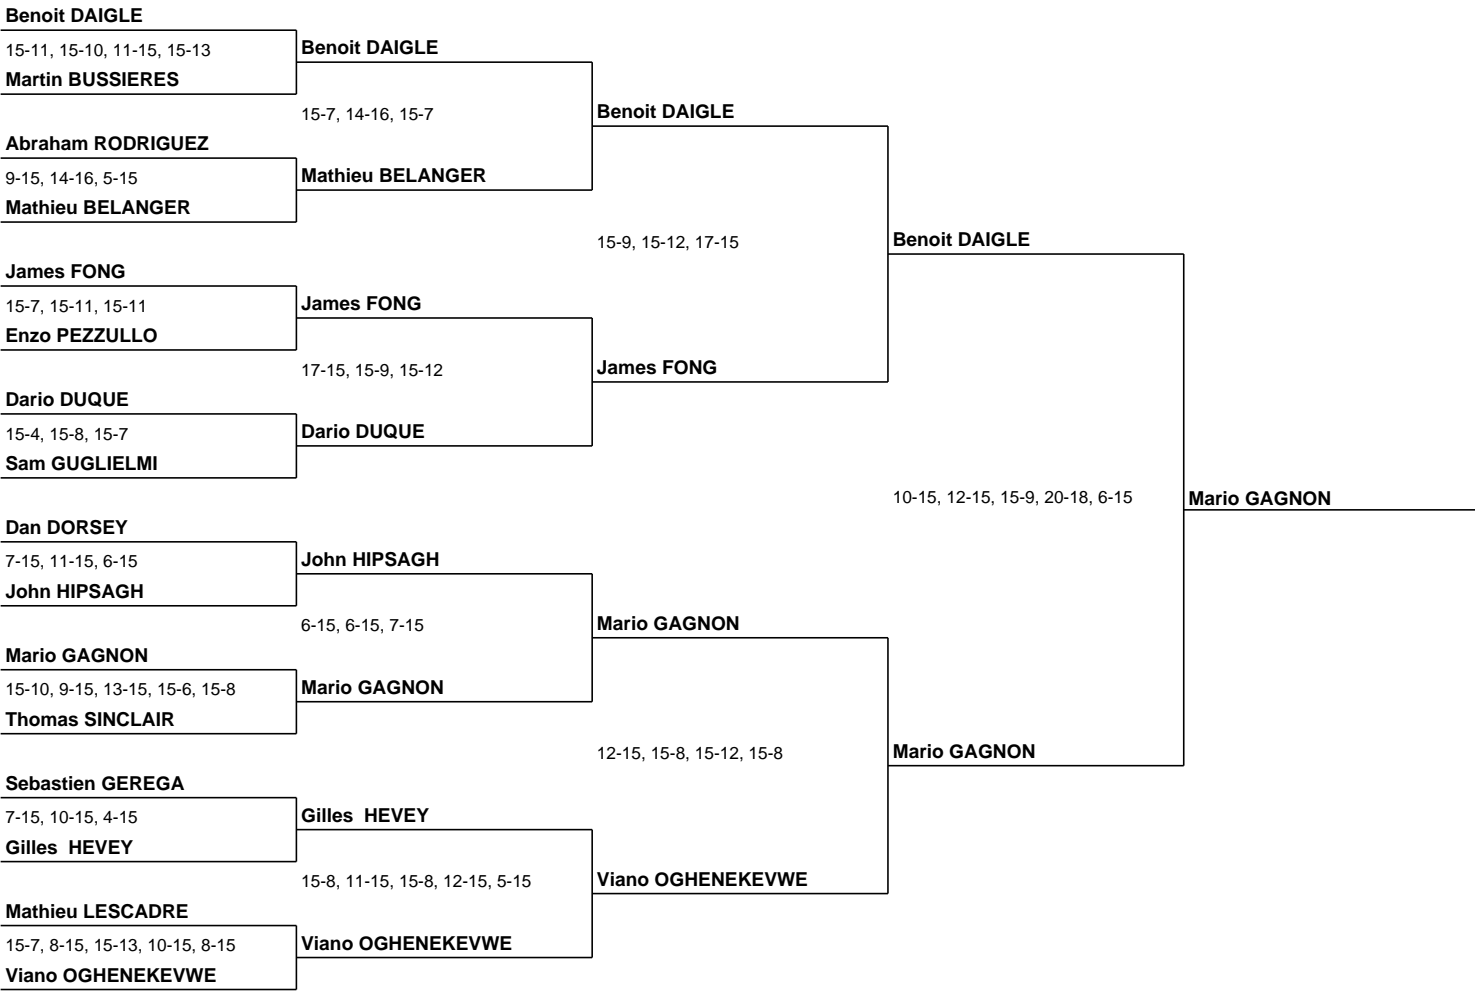 Benoit DAIGLE
15-11, 15-10, 11-15, 15-13
Martin BUSSIERES
Abraham RODRIGUEZ
9-15, 14-16, 5-15
Mathieu BELANGER
James FONG
15-7, 15-11, 15-11
Enzo PEZZULLO
Dario DUQUE
15-4, 15-8, 15-7
Sam GUGLIELMI
Dan DORSEY
7-15, 11-15, 6-15
John HIPSAGH
Mario GAGNON
15-10, 9-15, 13-15, 15-6, 15-8
Thomas SINCLAIR
Sebastien GEREGA
7-15, 10-15, 4-15
Gilles  HEVEY
Mathieu LESCADRE
15-7, 8-15, 15-13, 10-15, 8-15
Viano OGHENEKEVWE
Benoit DAIGLE
15-7, 14-16, 15-7
Mathieu BELANGER
James FONG
17-15, 15-9, 15-12
Dario DUQUE
John HIPSAGH
6-15, 6-15, 7-15
Mario GAGNON
Gilles  HEVEY
15-8, 11-15, 15-8, 12-15, 5-15
Viano OGHENEKEVWE
Benoit DAIGLE
15-9, 15-12, 17-15
James FONG
Mario GAGNON
12-15, 15-8, 15-12, 15-8
Viano OGHENEKEVWE
Benoit DAIGLE
10-15, 12-15, 15-9, 20-18, 6-15
Mario GAGNON
Mario GAGNON